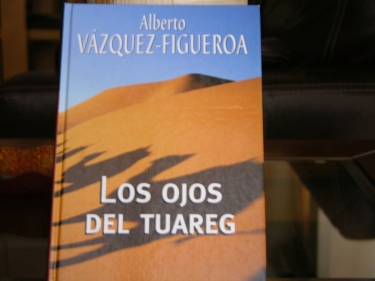 Alberto
VÁZQUEZ-FIGUEROA
LOS OJOS
DEL TUAREG